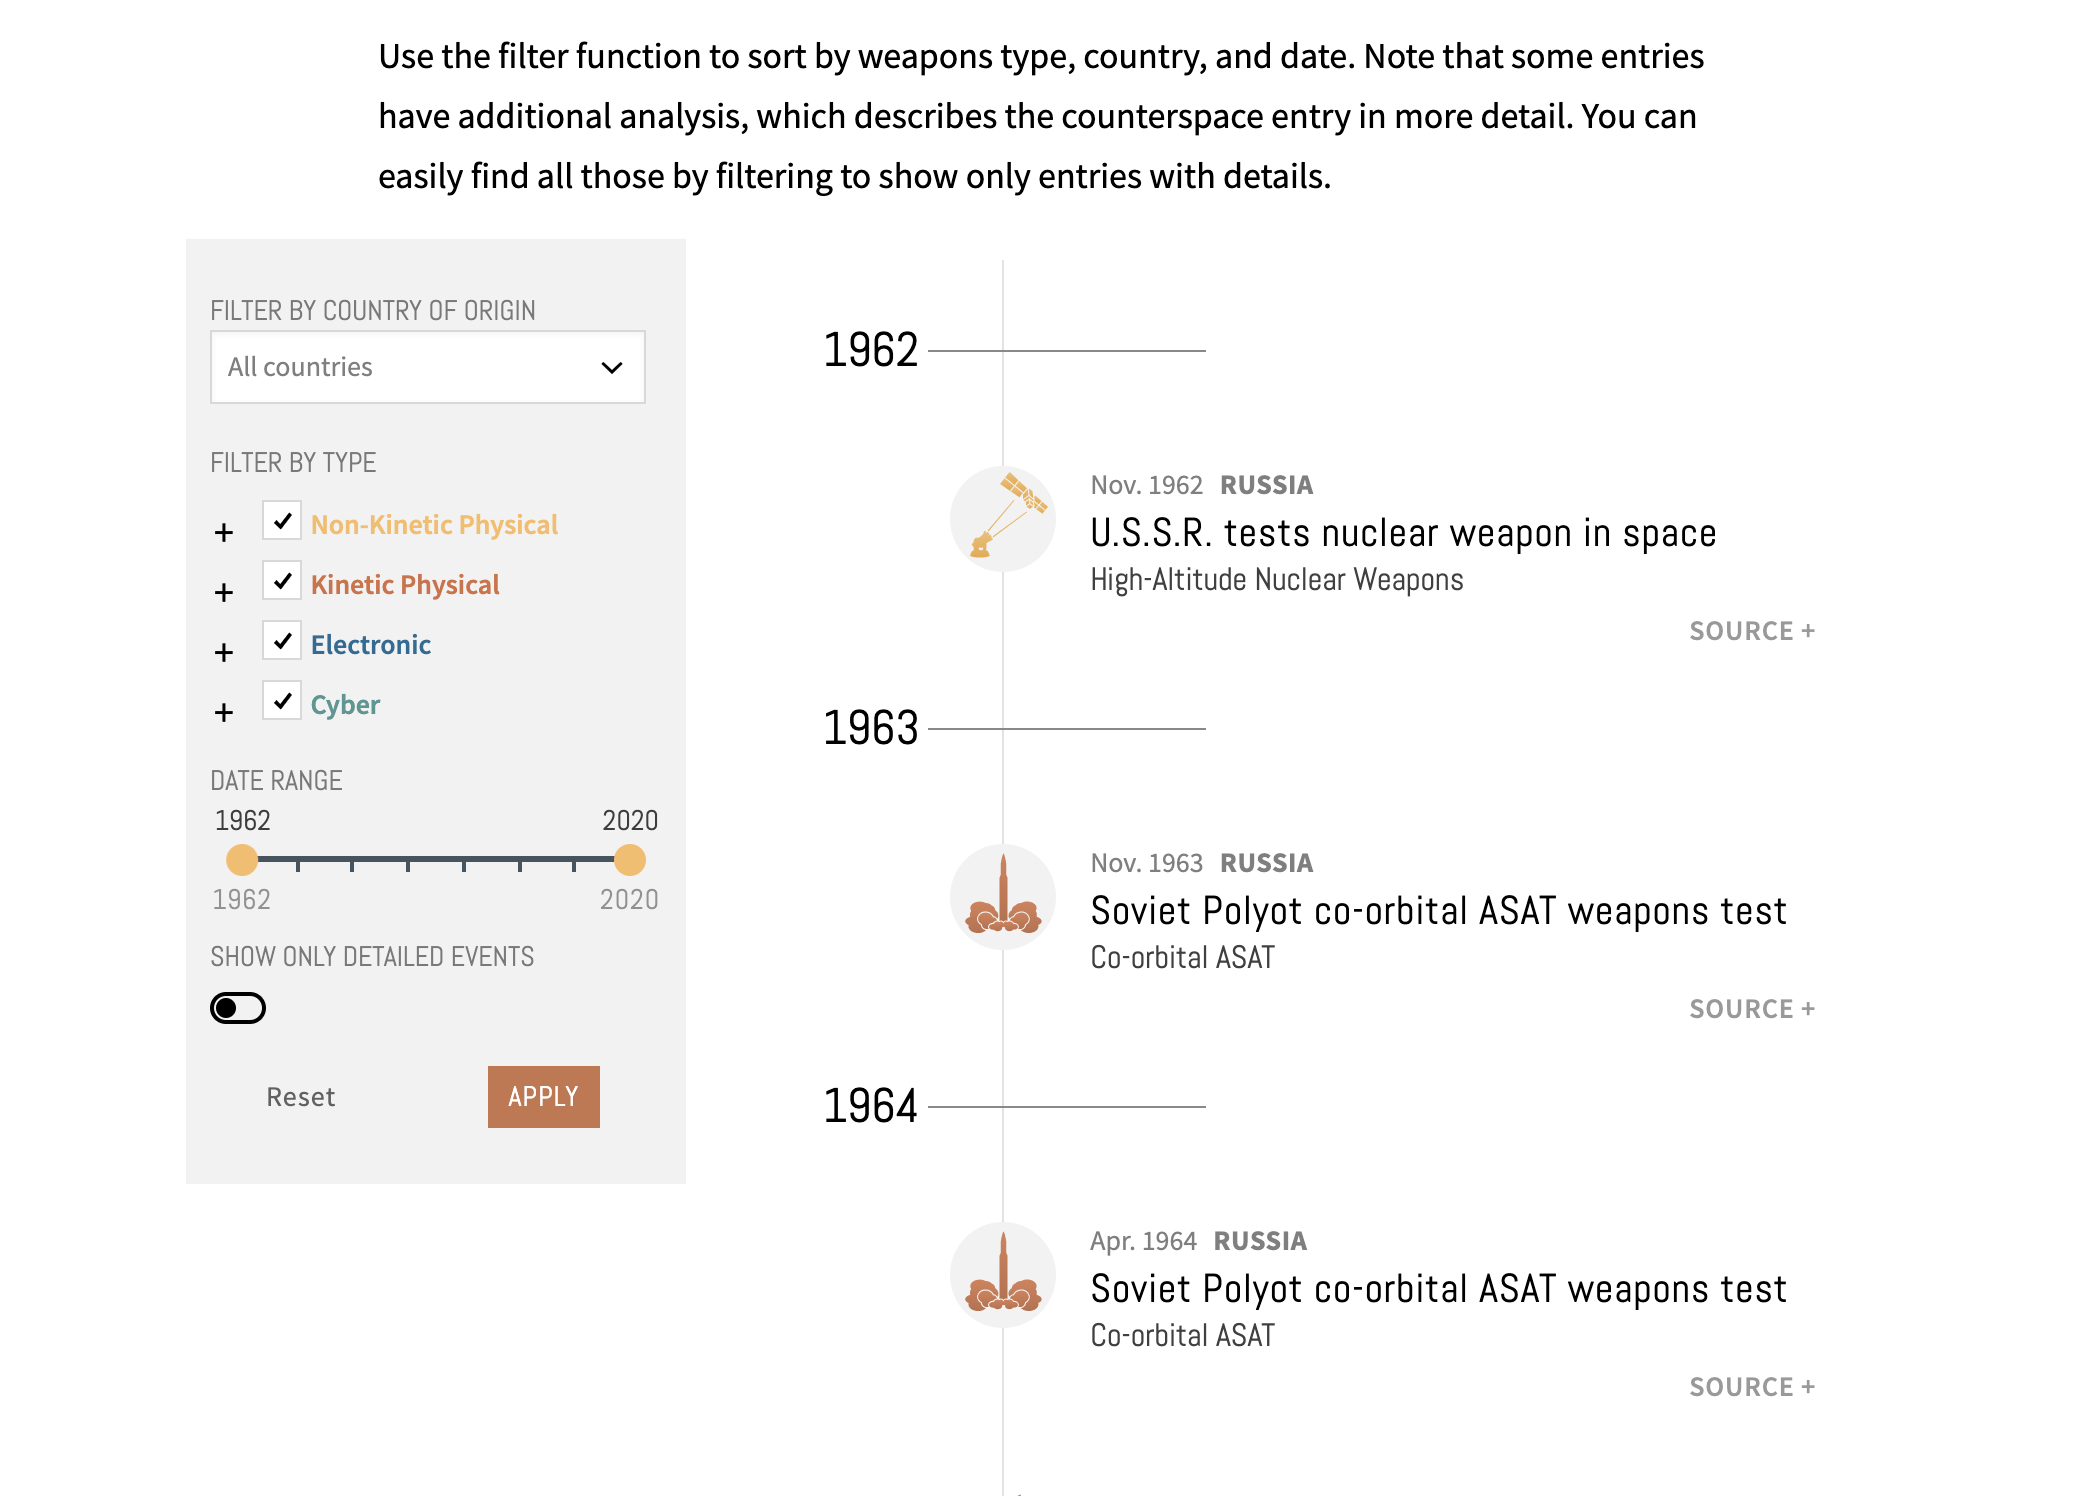 Use the filter function to sort by weapons type, country, and date. Note that some entries
have additional analysis, which describes the counterspace entry in more detail. You can
easily find all those by filtering to show only entries with details.
FILTER BY COUNTRY OF ORIGIN
All countries
FILTER BY TYPE
+ Non-Kinetic Physical
+ Kinetic Physical
+ Electronic
+ Cyber
DATE RANGE
1962 2020
1962 2020
SHOW ONLY DETAILED EVENTS
Reset APPLY
1962
Nov. 1962 RUSSIA
U.S.S.R. tests nuclear weapon in space
High-Altitude Nuclear Weapons
SOURCE +
1963
Nov. 1963 RUSSIA
Soviet Polyot co-orbital ASAT weapons test
Co-orbital ASAT
SOURCE +
1964
Apr. 1964 RUSSIA
Soviet Polyot co-orbital ASAT weapons test
Co-orbital ASAT
SOURCE +